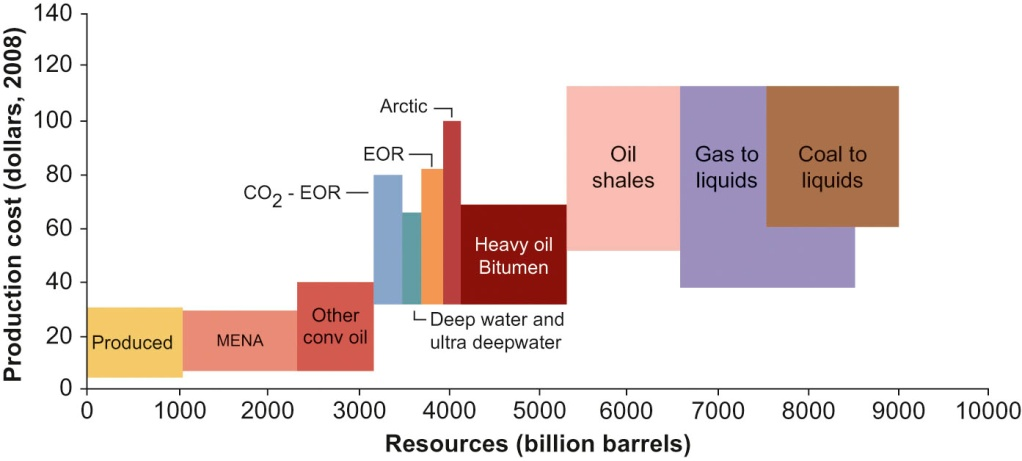 Production cost (dollars, 2008)
140
120
100
80
60
40
20
0
Produced
MENA
Other
conv oil
CO2 - EOR
EOR
Arctic
Deep water and
ultra deepwater
Heavy oil
Bitumen
Oil
shales
Gas to
liquids
Coal to
liquids
0 1000 2000 3000 4000 5000 6000 7000 8000 9000 10000
Resources (billion barrels)